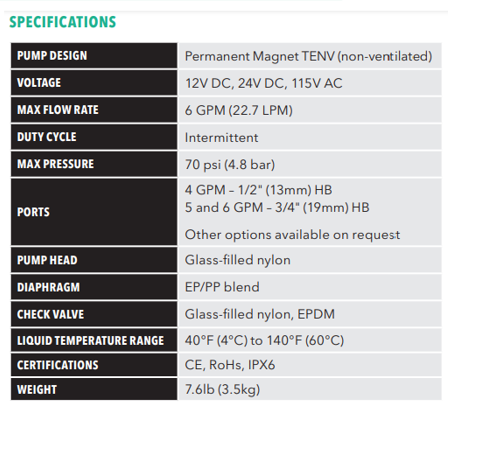 SPECIFICATIONS
PUMP DESIGN Permanent Magnet TENV (non-ventilated)
VOLTAGE 12V DC, 24V DC, 115V AC
MAX FLOW RATE 6 GPM (22.7 LPM)
DUTY CYCLE Intermittent
MAX PRESSURE 70 psi (4.8 bar)
PORTS 4 GPM – 1/2" (13mm) HB
5 and 6 GPM – 3/4" (19mm) HB
Other options available on request
PUMP HEAD Glass-filled nylon
DIAPHRAGM EP/PP blend
CHECK VALVE Glass-filled nylon, EPDM
LIQUID TEMPERATURE RANGE 40°F (4°C) to 140°F (60°C)
CERTIFICATIONS CE, RoHs, IPX6
WEIGHT 7.6lb (3.5kg)